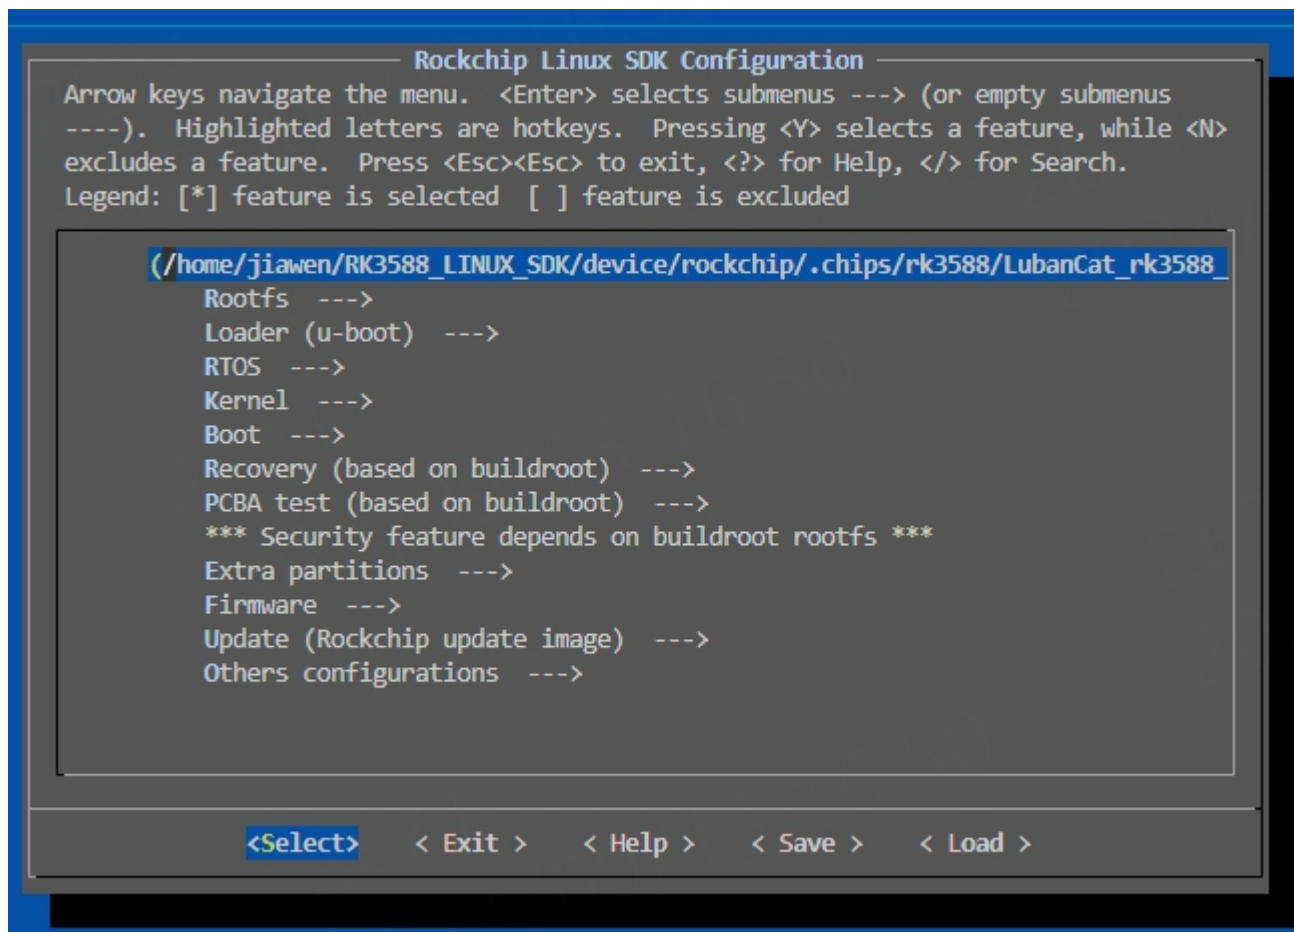 Rockchip Linux SDK Configuration
Arrow keys navigate the menu.  <Enter> selects submenus ---> (or empty submenus
----).  Highlighted letters are hotkeys.  Pressing <Y> selects a feature, while <N>
excludes a feature.  Press <Esc><Esc> to exit, <?> for Help, </> for Search.
Legend: [*] feature is selected  [ ] feature is excluded
(/home/jiawen/RK3588_LINUX_SDK/device/rockchip/.chips/rk3588/LubanCat_rk3588_
Rootfs  --->
Loader (u-boot)  --->
RTOS  --->
Kernel  --->
Boot  --->
Recovery (based on buildroot)  --->
PCBA test (based on buildroot)  --->
*** Security feature depends on buildroot rootfs ***
Extra partitions  --->
Firmware  --->
Update (Rockchip update image)  --->
Others configurations  --->
<Select>    < Exit >    < Help >    < Save >    < Load >